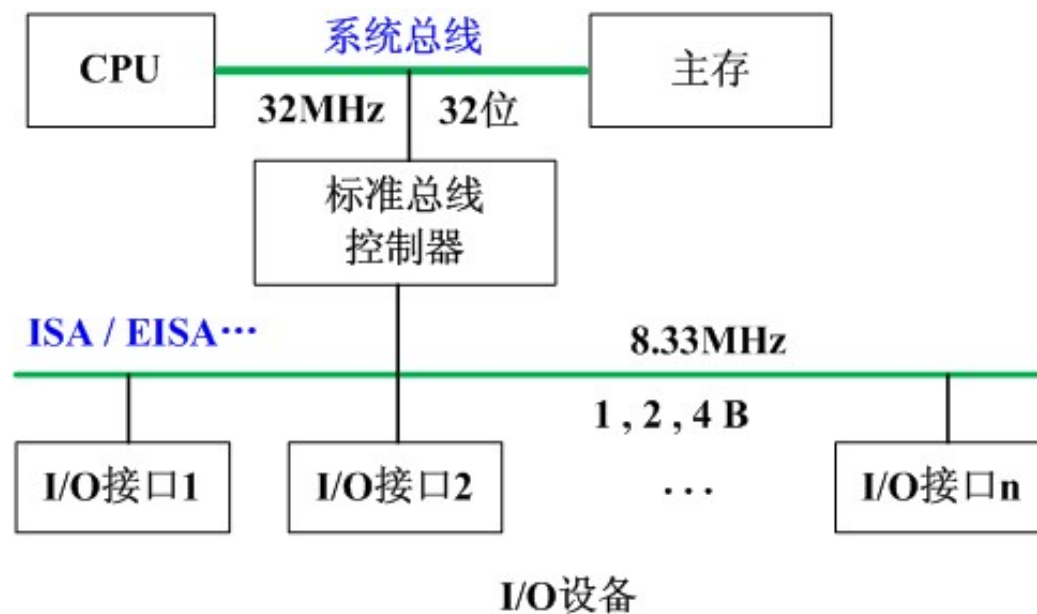 系统总线
CPU
主存
32MHz
32位
标准总线
控制器
ISA / EISA···
8.33MHz
1 , 2 , 4 B
I/O接口1
I/O接口2
···
I/O接口n
I/O设备